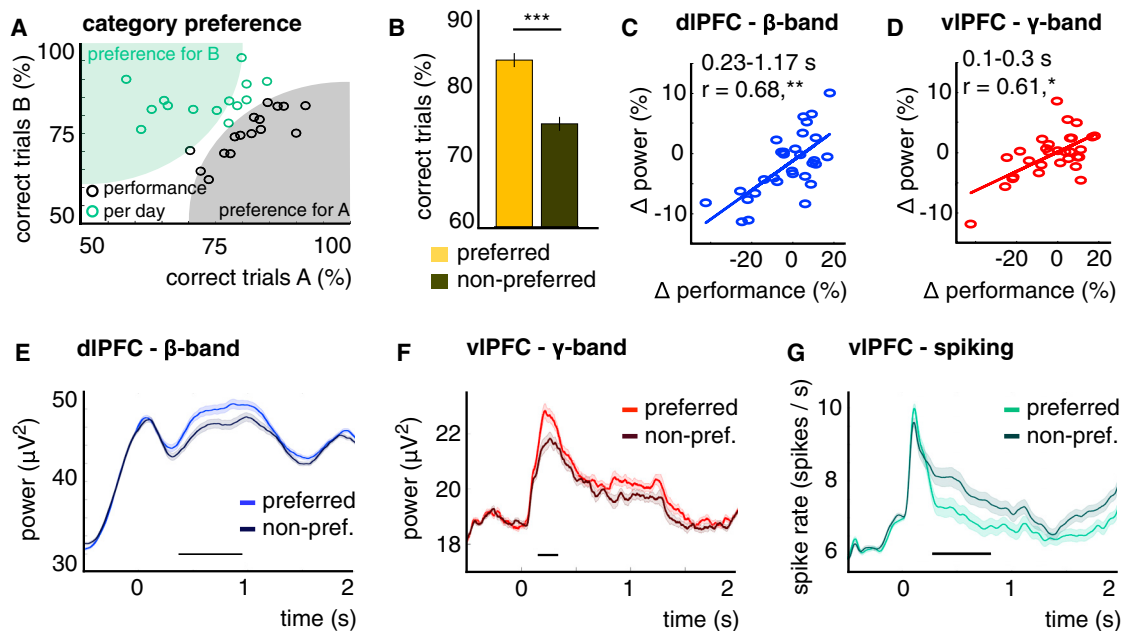 A category preference
100
75
50
correct trials B (%)
preference for B
performance
per day
preference for A
50 75 100
correct trials A (%)
B
90
80
70
60
correct trials (%)
***
preferred
non-preferred
C dlPFC - β-band
0.23-1.17 s
r = 0.68,**
10
0
-10
Δ power (%)
-20 0 20
Δ performance (%)
D vlPFC - γ-band
0.1-0.3 s
r = 0.61,*
10
0
-10
Δ power (%)
-20 0 20
Δ performance (%)
E dlPFC - β-band
50
40
30
power (μV²)
preferred
non-pref.
0 1 2
time (s)
F vlPFC - γ-band
22
20
18
power (μV²)
preferred
non-pref.
0 1 2
time (s)
G vlPFC - spiking
10
8
6
spike rate (spikes / s)
preferred
non-pref.
0 1 2
time (s)